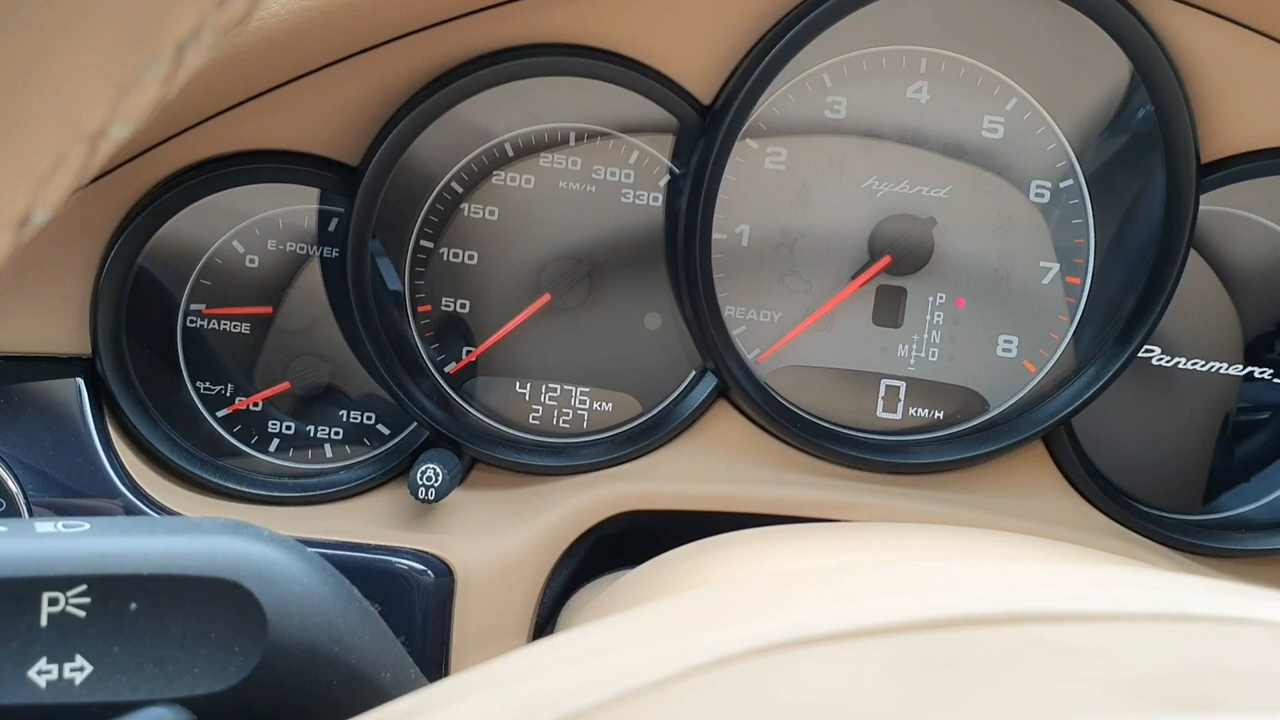 E-POWER
0
CHARGE
60
90
120
150
0
50
100
150
200
250
300
330
KM/H
41276 KM
2127
0.0
1
2
3
4
5
6
7
8
hybrid
READY
P
R
N
D
M
+
-
0 KM/H
Panamera
P